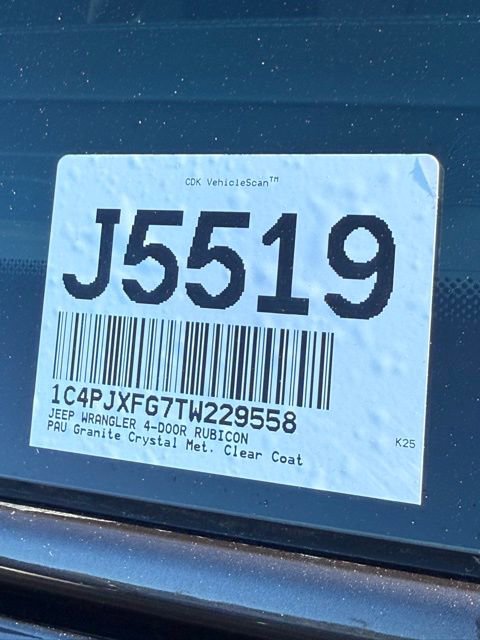 CDK VehicleScan™
J5519
1C4PJXFG7TW229558
JEEP WRANGLER 4-DOOR RUBICON
PAU Granite Crystal Met. Clear Coat
K25